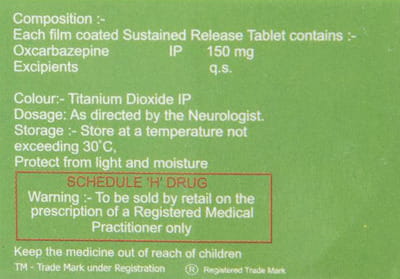 Composition :-
Each film coated Sustained Release Tablet contains :-
Oxcarbazepine IP 150 mg
Excipients q.s.
Colour:- Titanium Dioxide IP
Dosage: As directed by the Neurologist.
Storage :- Store at a temperature not
exceeding 30°C,
Protect from light and moisture
SCHEDULE 'H' DRUG
Warning :- To be sold by retail on the
prescription of a Registered Medical
Practitioner only
Keep the medicine out of reach of children
TM - Trade Mark under Registration ® Registered Trade Mark